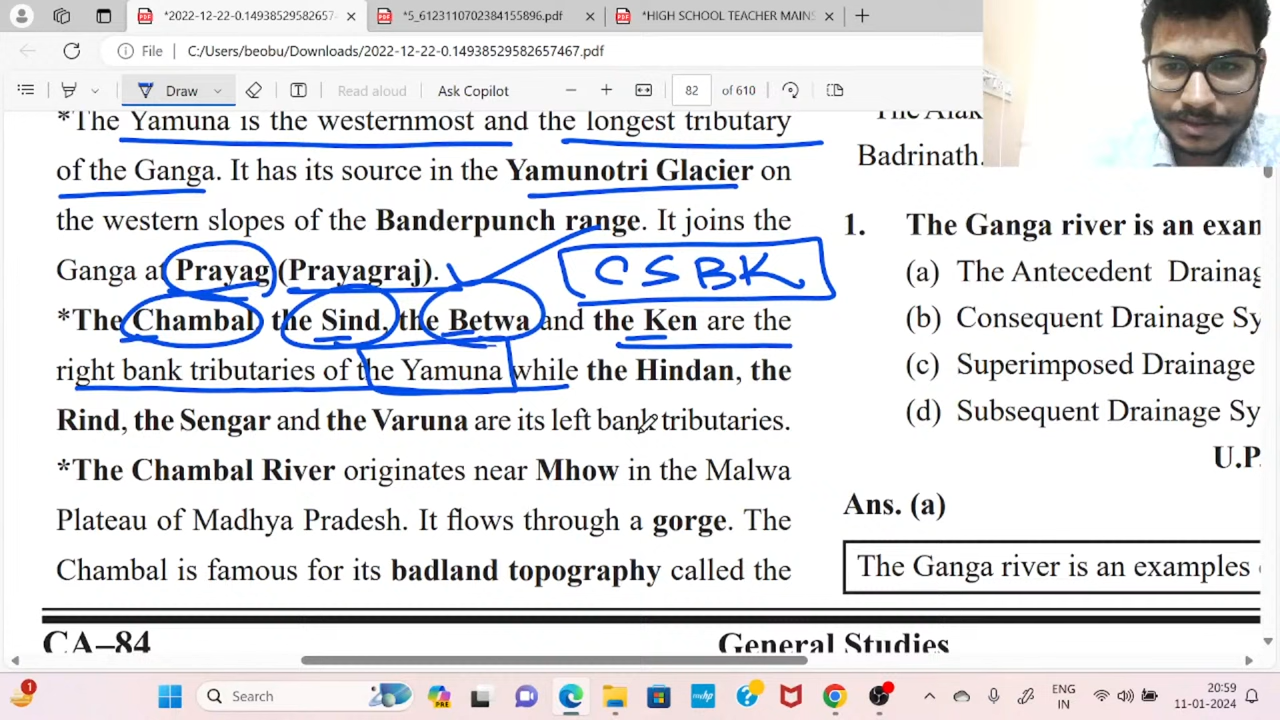 *2022-12-22-0.14938529582657-
*5_6123110702384155896.pdf
*HIGH SCHOOL TEACHER MAINS
File C:/Users/beobu/Downloads/2022-12-22-0.14938529582657467.pdf
Draw Read aloud Ask Copilot 82 of 610
*The Yamuna is the westernmost and the longest tributary
of the Ganga. It has its source in the Yamunotri Glacier on
the western slopes of the Banderpunch range. It joins the
Ganga at Prayag (Prayagraj).
CSBK
*The Chambal, the Sind, the Betwa and the Ken are the
right bank tributaries of the Yamuna while the Hindan, the
Rind, the Sengar and the Varuna are its left bank tributaries.
*The Chambal River originates near Mhow in the Malwa
Plateau of Madhya Pradesh. It flows through a gorge. The
Chambal is famous for its badland topography called the
CA–84 General Studies
Badrinath.
1. The Ganga river is an exam
(a) The Antecedent Drainag
(b) Consequent Drainage Sy
(c) Superimposed Drainage
(d) Subsequent Drainage Sy
U.P.
Ans. (a)
The Ganga river is an examples
1
Search
PRE
ENG
IN
20:59
11-01-2024